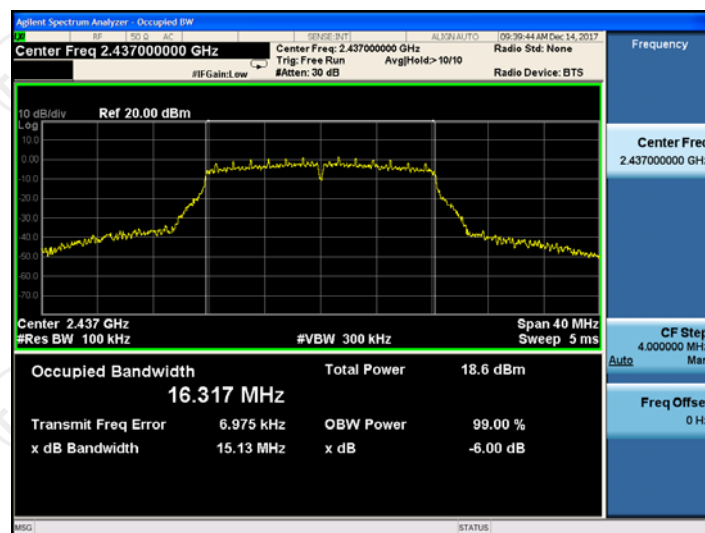 Agilent Spectrum Analyzer - Occupied BW
LXI RF 50 Ω AC SENSE:INT ALIGN AUTO 09:39:44 AM Dec 14, 2017
Center Freq 2.437000000 GHz
Center Freq: 2.437000000 GHz
Radio Std: None
Trig: Free Run Avg|Hold:>10/10
#IFGain:Low #Atten: 30 dB Radio Device: BTS
10 dB/div Ref 20.00 dBm
Log
10.0
0.00
-10.0
-20.0
-30.0
-40.0
-50.0
-60.0
-70.0
Center 2.437 GHz Span 40 MHz
#Res BW 100 kHz #VBW 300 kHz Sweep 5 ms
Occupied Bandwidth Total Power 18.6 dBm
16.317 MHz
Transmit Freq Error 6.975 kHz OBW Power 99.00 %
x dB Bandwidth 15.13 MHz x dB -6.00 dB
MSG STATUS
Frequency
Center Freq
2.437000000 GHz
CF Step
4.000000 MHz
Auto Man
Freq Offse
0 Hz